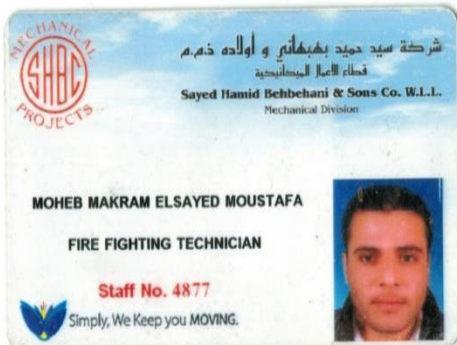 MECHANICAL
SHBC
PROJECTS
شركة سيد حميد بهبهاني و أولاده ذ.م.م
قطاع الاعمال الميكانيكية
Sayed Hamid Behbehani & Sons Co. W.L.L.
Mechanical Division
MOHEB MAKRAM ELSAYED MOUSTAFA
FIRE FIGHTING TECHNICIAN
Staff No. 4877
Simply, We Keep you MOVING.